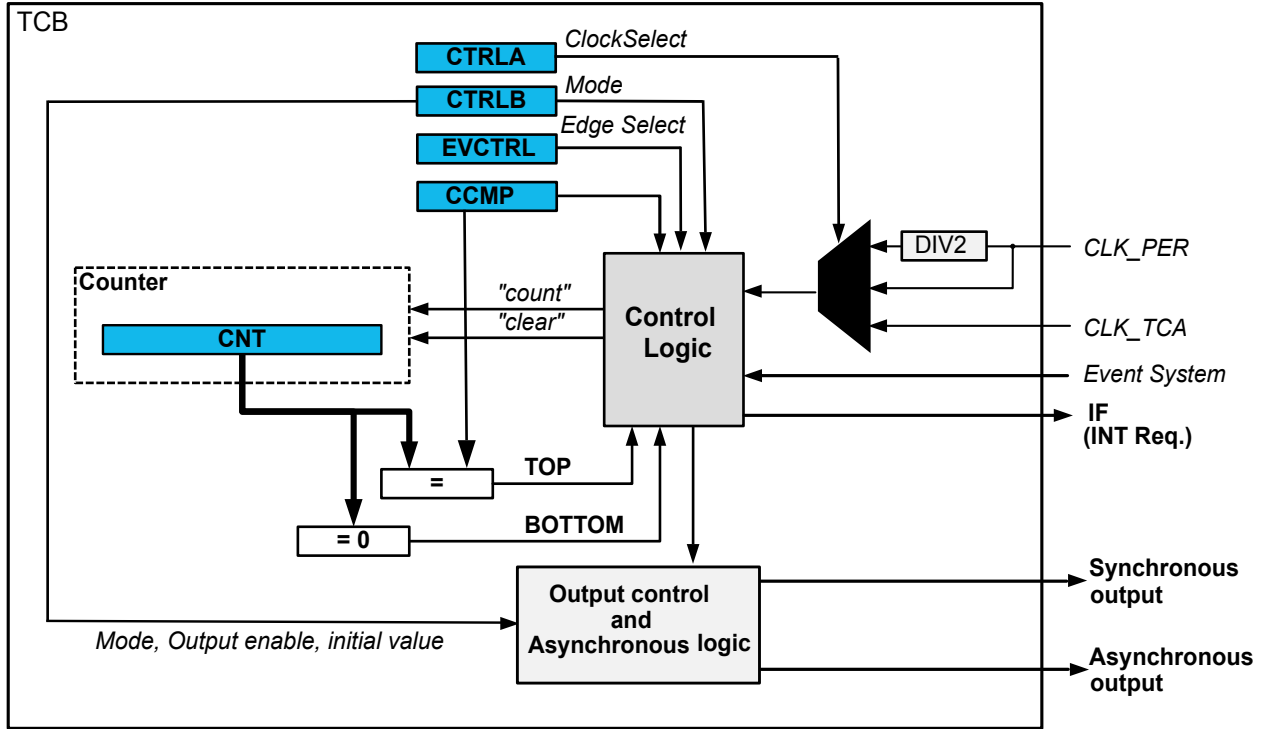 TCB
ClockSelect
CTRLA
Mode
CTRLB
Edge Select
EVCTRL
CCMP
DIV2
CLK_PER
Counter
"count"
CNT
"clear"
Control
Logic
CLK_TCA
Event System
IF
(INT Req.)
=
TOP
= 0
BOTTOM
Output control
and
Asynchronous logic
Synchronous
output
Mode, Output enable, initial value
Asynchronous
output